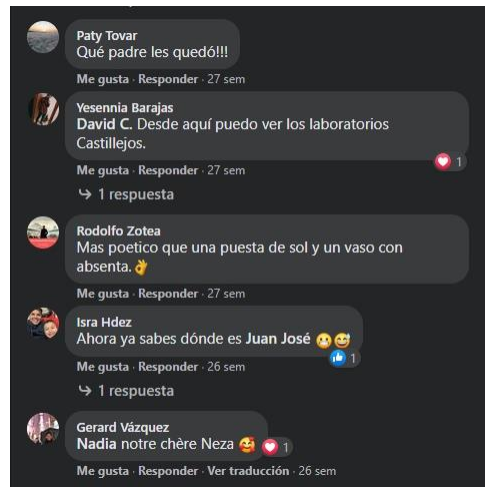 Paty Tovar
Qué padre les quedó!!!
Me gusta · Responder · 27 sem
Yesennia Barajas
David C. Desde aquí puedo ver los laboratorios
Castillejos.
1
Me gusta · Responder · 27 sem
1 respuesta
Rodolfo Zotea
Mas poetico que una puesta de sol y un vaso con
absenta.👌
Me gusta · Responder · 27 sem
Isra Hdez
Ahora ya sabes dónde es Juan José 😬😅
1
Me gusta · Responder · 26 sem
1 respuesta
Gerard Vázquez
Nadia notre chère Neza 🥰 1
Me gusta · Responder · Ver traducción · 26 sem